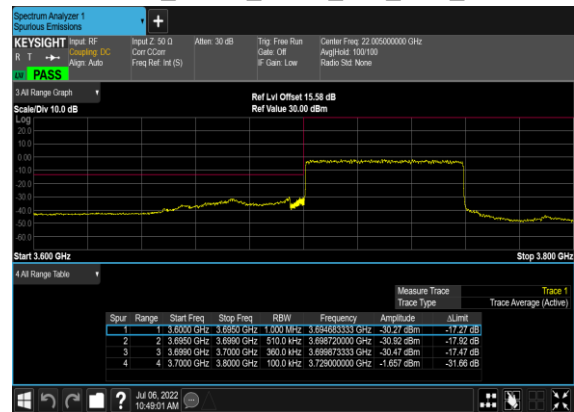 Spectrum Analyzer 1
Spurious Emissions
+
KEYSIGHT Input: RF Input Z: 50 Ω Atten: 30 dB Trig: Free Run Center Freq: 22.005000000 GHz
R T Coupling: DC Corr CCorr Gate: Off Avg|Hold: 100/100
Align: Auto Freq Ref: Int (S) IF Gain: Low Radio Std: None
PASS
3 All Range Graph
Ref Lvl Offset 15.58 dB
Scale/Div 10.0 dB Ref Value 30.00 dBm
Log
20.0
10.0
0.00
-10.0
-20.0
-30.0
-40.0
-50.0
-60.0
Start 3.600 GHz Stop 3.800 GHz
4 All Range Table
Measure Trace Trace 1
Trace Type Trace Average (Active)
Spur Range Start Freq Stop Freq RBW Frequency Amplitude ΔLimit
1 1 3.6000 GHz 3.6950 GHz 1.000 MHz 3.694683333 GHz -30.27 dBm -17.27 dB
2 2 3.6950 GHz 3.6990 GHz 510.0 kHz 3.698720000 GHz -30.92 dBm -17.92 dB
3 3 3.6990 GHz 3.7000 GHz 360.0 kHz 3.699873333 GHz -30.47 dBm -17.47 dB
4 4 3.7000 GHz 3.8000 GHz 100.0 kHz 3.729000000 GHz -1.657 dBm -31.66 dB
? Jul 06, 2022
10:49:01 AM